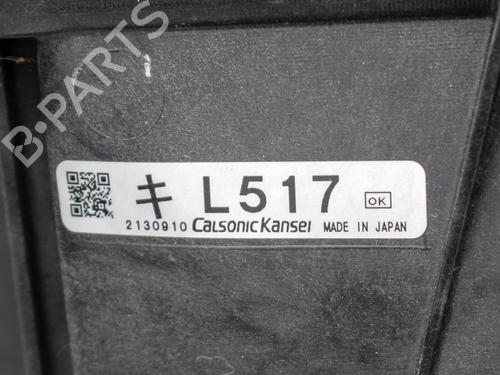 B-PARTS
キ L517 OK
2130910 CalsonicKansei MADE IN JAPAN